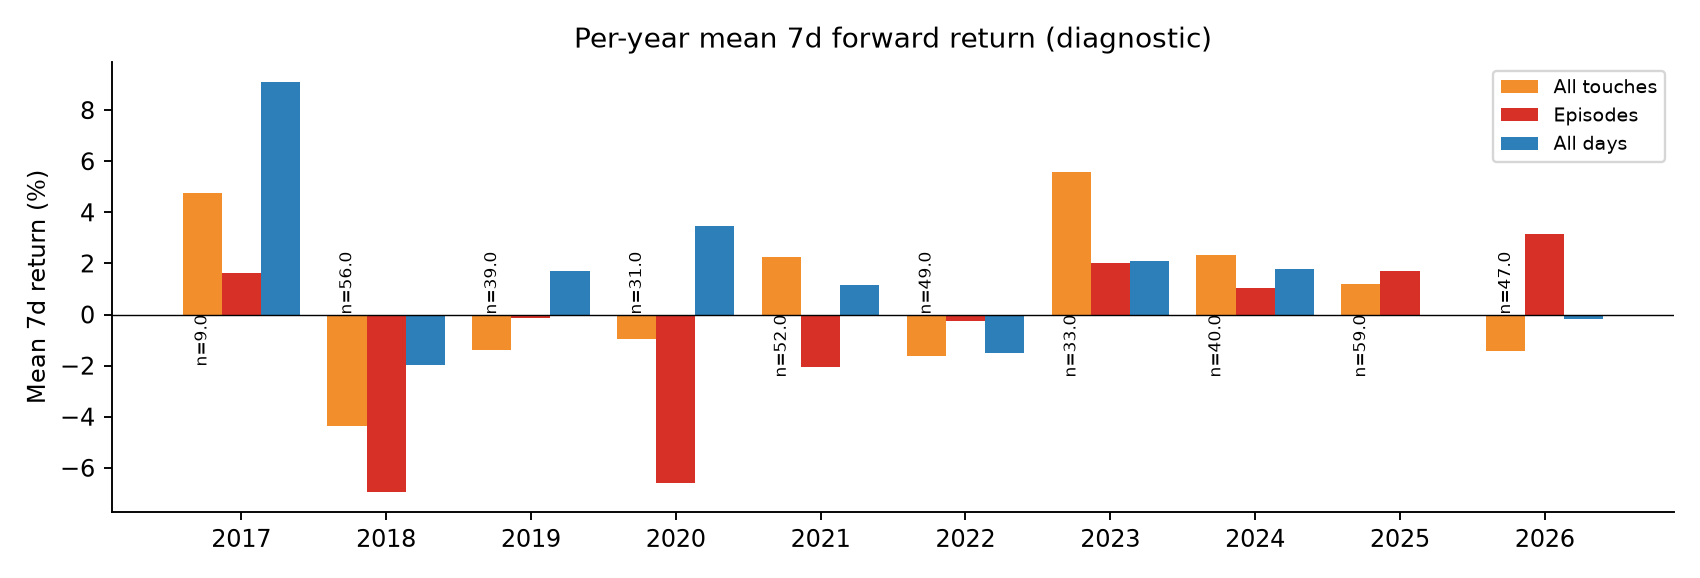 Per-year mean 7d forward return (diagnostic)
Mean 7d return (%)
8
6
4
2
0
−2
−4
−6
All touches
Episodes
All days
n=9.0
n=56.0
n=39.0
n=31.0
n=52.0
n=49.0
n=33.0
n=40.0
n=59.0
n=47.0
2017 2018 2019 2020 2021 2022 2023 2024 2025 2026